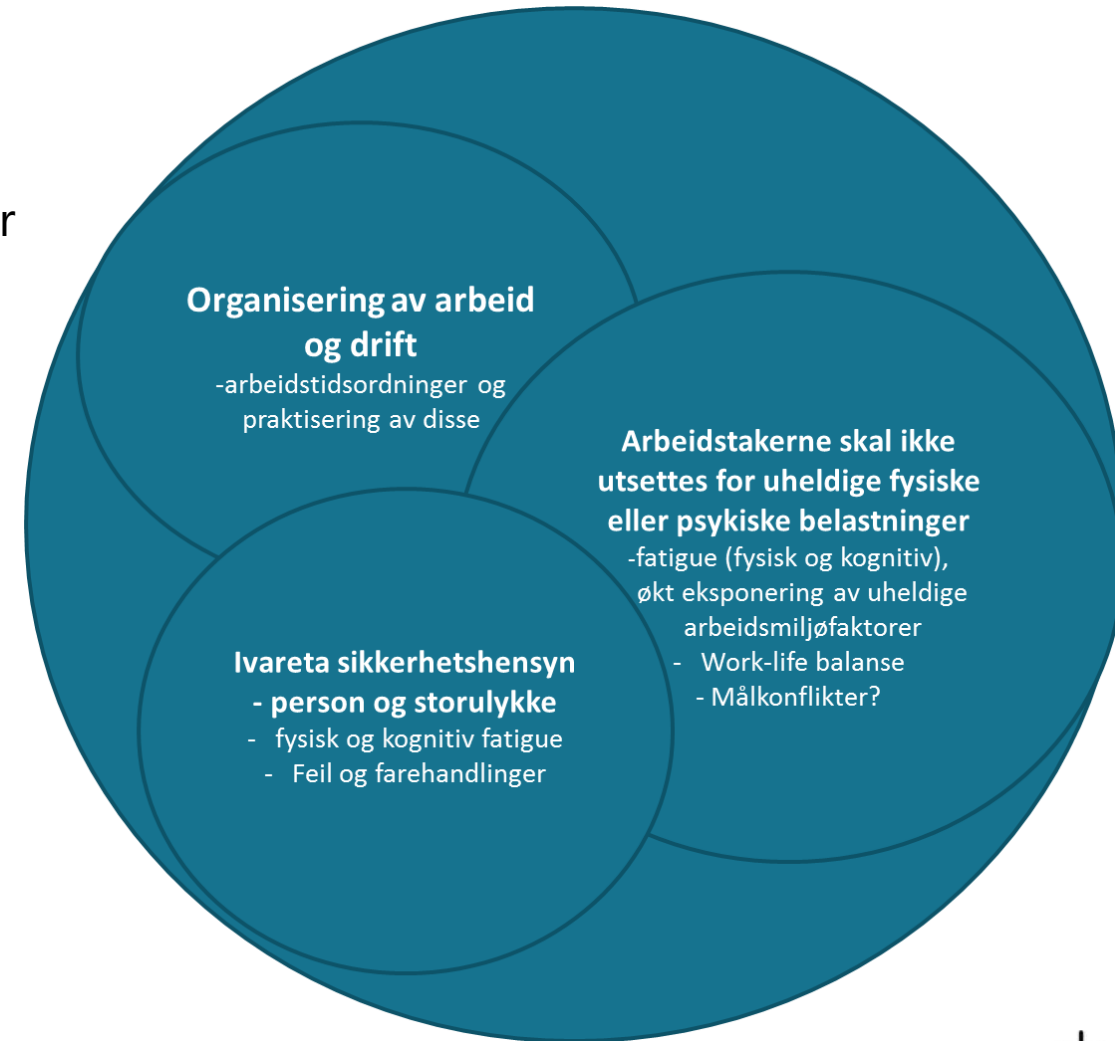 r
Organisering av arbeid
og drift
-arbeidstidsordninger og
praktisering av disse
Arbeidstakerne skal ikke
utsettes for uheldige fysiske
eller psykiske belastninger
-fatigue (fysisk og kognitiv),
økt eksponering av uheldige
arbeidsmiljøfaktorer
- Work-life balanse
- Målkonflikter?
Ivareta sikkerhetshensyn
- person og storulykke
- fysisk og kognitiv fatigue
- Feil og farehandlinger